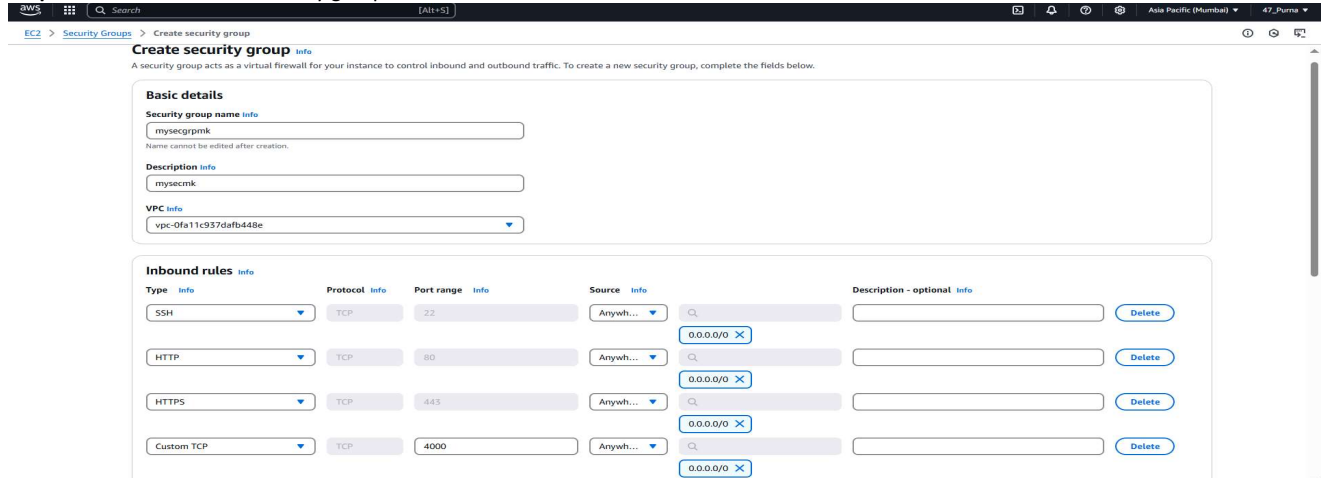 aws Search [Alt+S] Asia Pacific (Mumbai) 47_Purna
EC2 > Security Groups > Create security group
Create security group Info
A security group acts as a virtual firewall for your instance to control inbound and outbound traffic. To create a new security group, complete the fields below.
Basic details
Security group name Info
mysecgrpmk
Name cannot be edited after creation.
Description Info
mysecmk
VPC Info
vpc-0fa11c937dafb448e
Inbound rules Info
Type Info Protocol Info Port range Info Source Info Description - optional Info
SSH TCP 22 Anywh... Delete
0.0.0.0/0
HTTP TCP 80 Anywh... Delete
0.0.0.0/0
HTTPS TCP 443 Anywh... Delete
0.0.0.0/0
Custom TCP TCP 4000 Anywh... Delete
0.0.0.0/0